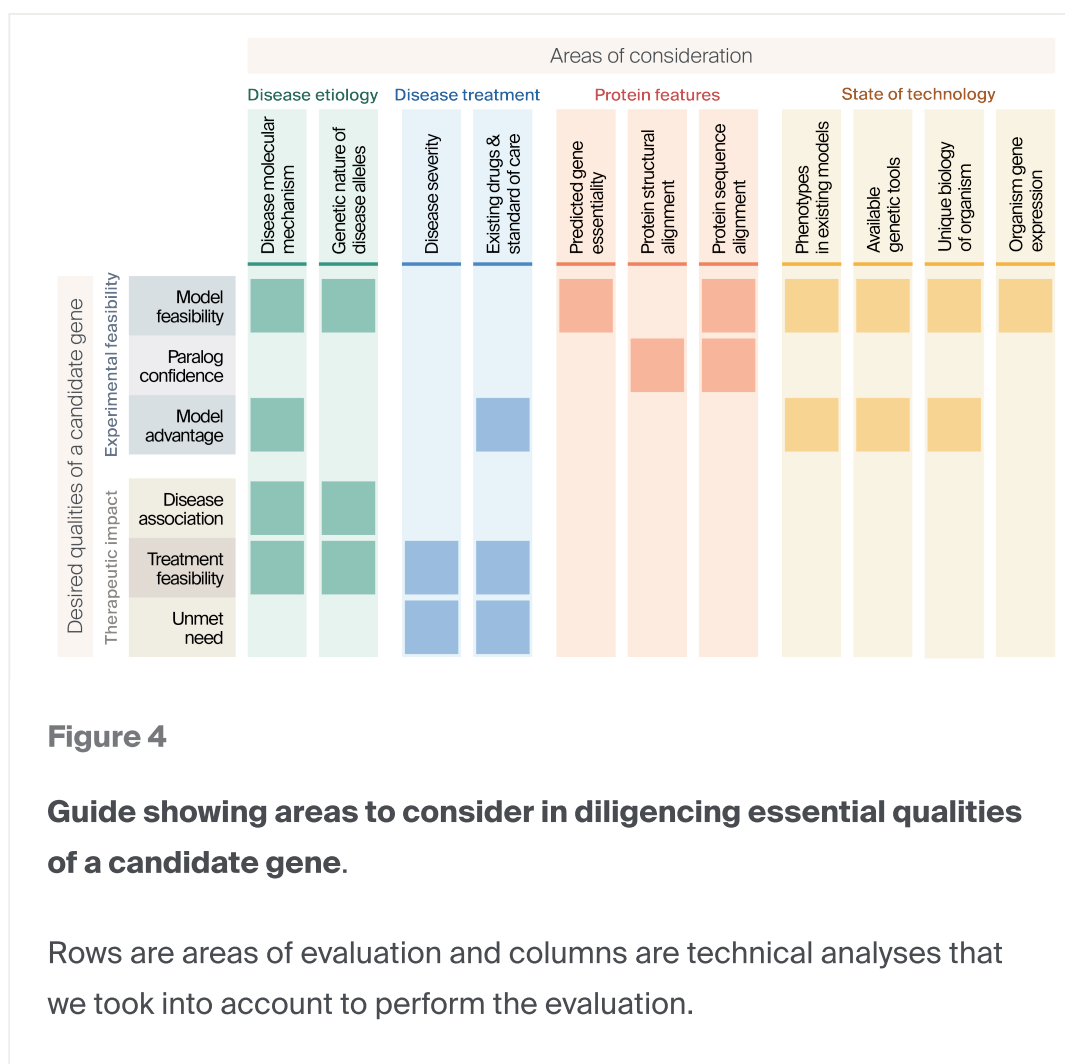 Areas of consideration
Disease etiology
Disease treatment
Protein features
State of technology
Disease molecular
mechanism
Genetic nature of
disease alleles
Disease severity
Existing drugs &
standard of care
Predicted gene
essentiality
Protein structural
alignment
Protein sequence
alignment
Phenotypes
in existing models
Available
genetic tools
Unique biology
of organism
Organism gene
expression
Desired qualities of a candidate gene
Experimental feasibility
Model
feasibility
Paralog
confidence
Model
advantage
Therapeutic impact
Disease
association
Treatment
feasibility
Unmet
need
Figure 4
Guide showing areas to consider in diligencing essential qualities
of a candidate gene.
Rows are areas of evaluation and columns are technical analyses that
we took into account to perform the evaluation.